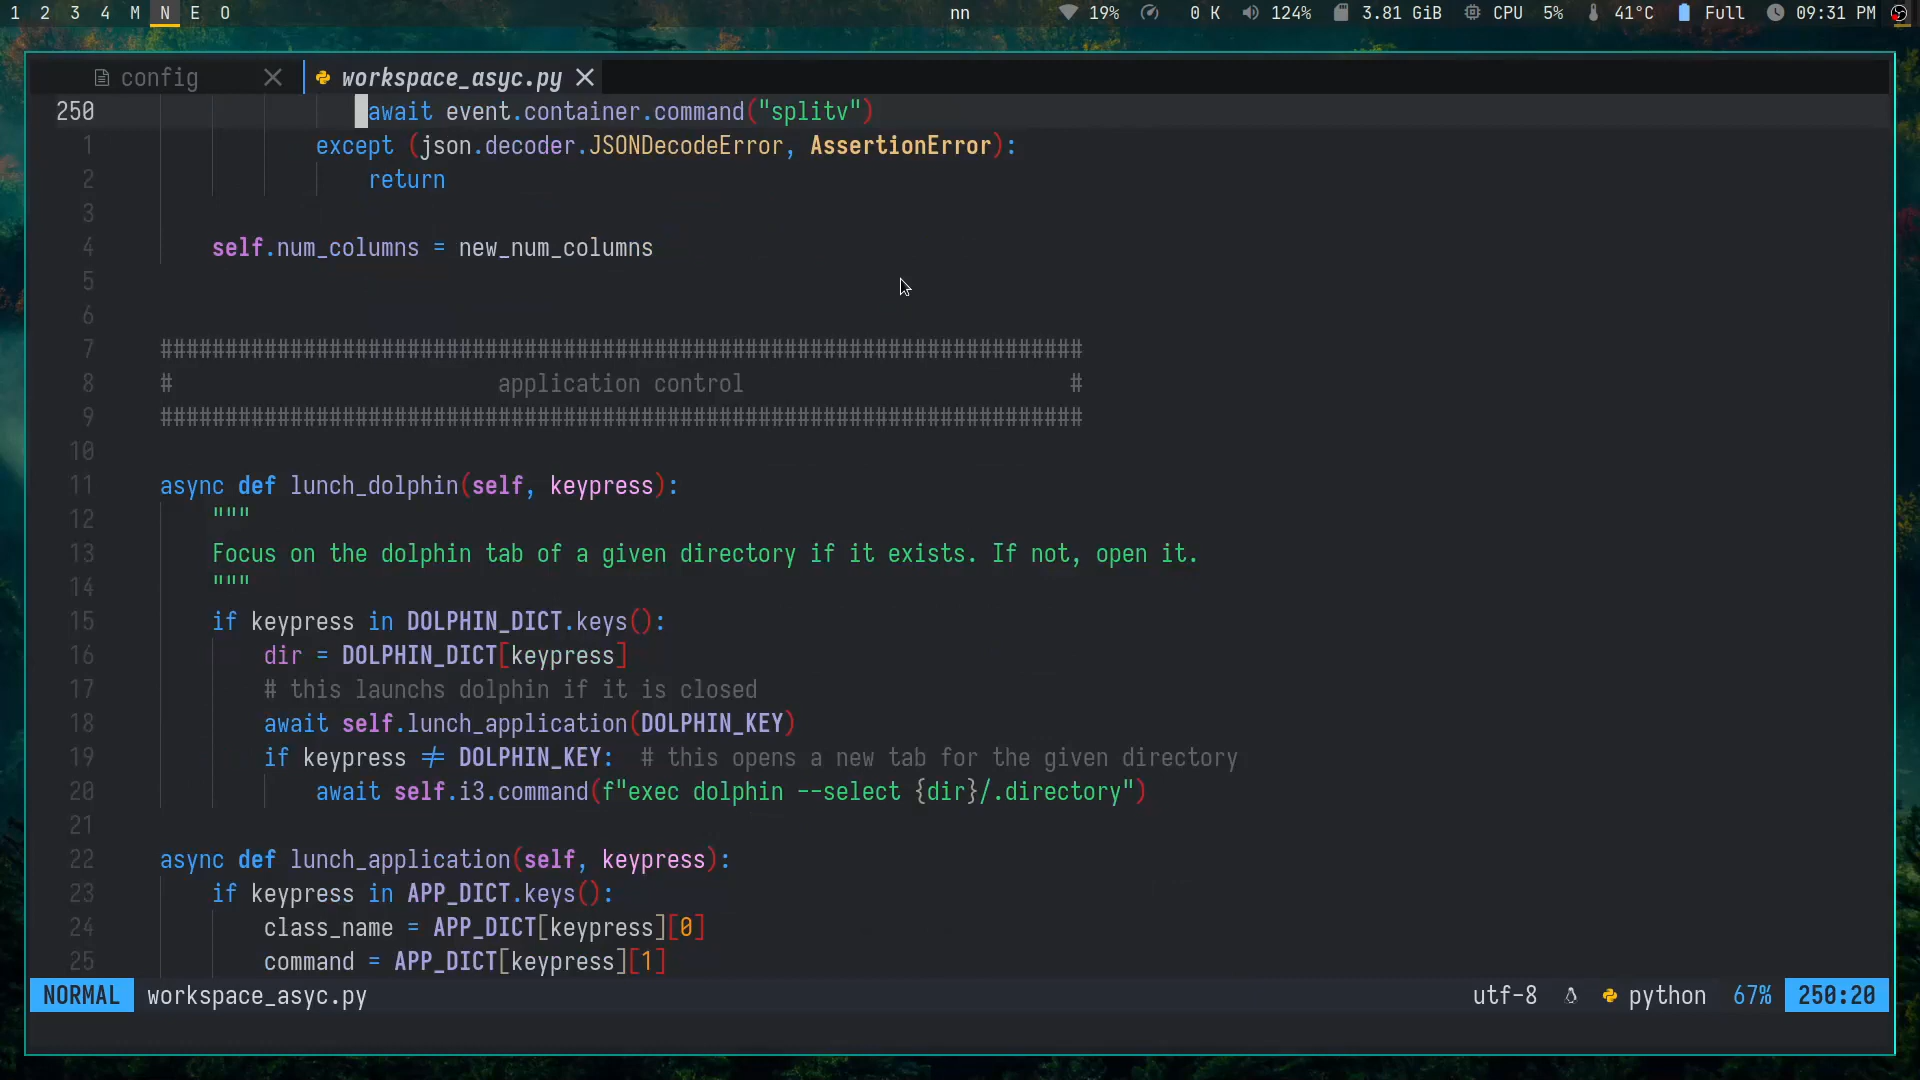 1 2 3 4 M N E O nn 19% 0 K 124% 3.81 GiB CPU 5% 41°C Full 09:31 PM
config workspace_asyc.py
250 await event.container.command("splitv")
1 except (json.decoder.JSONDecodeError, AssertionError):
2 return
3
4 self.num_columns = new_num_columns
5
6
7 #######################################################################
8 # application control #
9 #######################################################################
10
11 async def lunch_dolphin(self, keypress):
12 """
13 Focus on the dolphin tab of a given directory if it exists. If not, open it.
14 """
15 if keypress in DOLPHIN_DICT.keys():
16 dir = DOLPHIN_DICT[keypress]
17 # this launchs dolphin if it is closed
18 await self.lunch_application(DOLPHIN_KEY)
19 if keypress ≠ DOLPHIN_KEY: # this opens a new tab for the given directory
20 await self.i3.command(f"exec dolphin --select {dir}/.directory")
21
22 async def lunch_application(self, keypress):
23 if keypress in APP_DICT.keys():
24 class_name = APP_DICT[keypress][0]
25 command = APP_DICT[keypress][1]
NORMAL workspace_asyc.py utf-8 python 67% 250:20